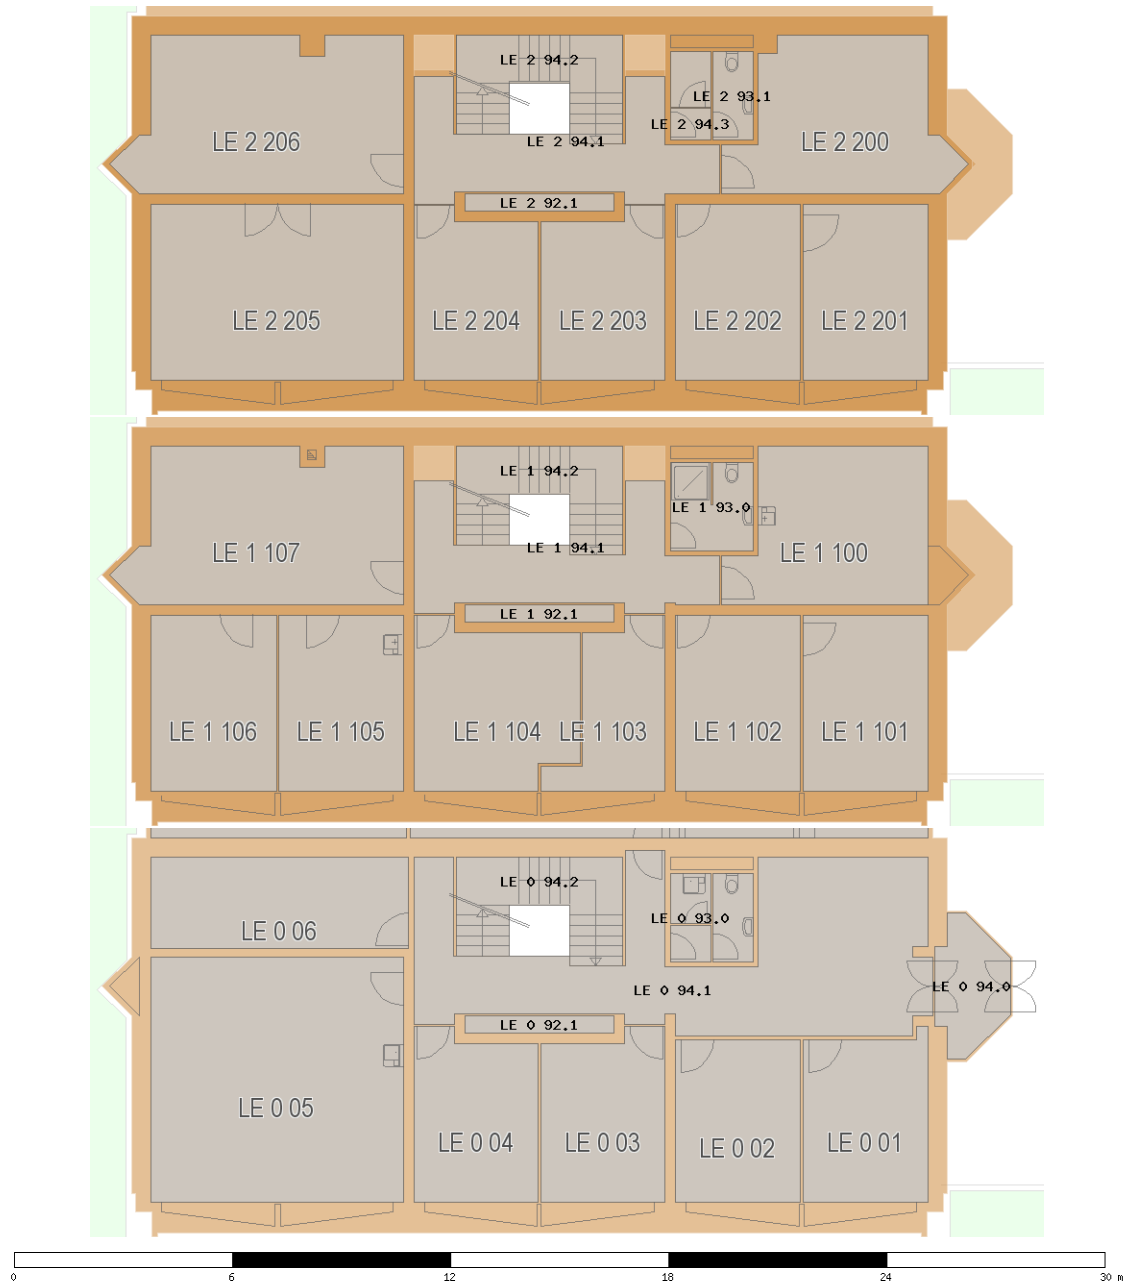 LE 2 94.2
LE 2 93.1
LE 2 94.3
LE 2 206
LE 2 94.1
LE 2 200
LE 2 92.1
LE 2 205
LE 2 204
LE 2 203
LE 2 202
LE 2 201
LE 1 94.2
LE 1 93.0
LE 1 107
LE 1 94.1
LE 1 100
LE 1 92.1
LE 1 106
LE 1 105
LE 1 104
LE 1 103
LE 1 102
LE 1 101
LE 0 94.2
LE 0 93.0
LE 0 06
LE 0 94.1
LE 0 94.0
LE 0 92.1
LE 0 05
LE 0 04
LE 0 03
LE 0 02
LE 0 01
0 6 12 18 24 30 m